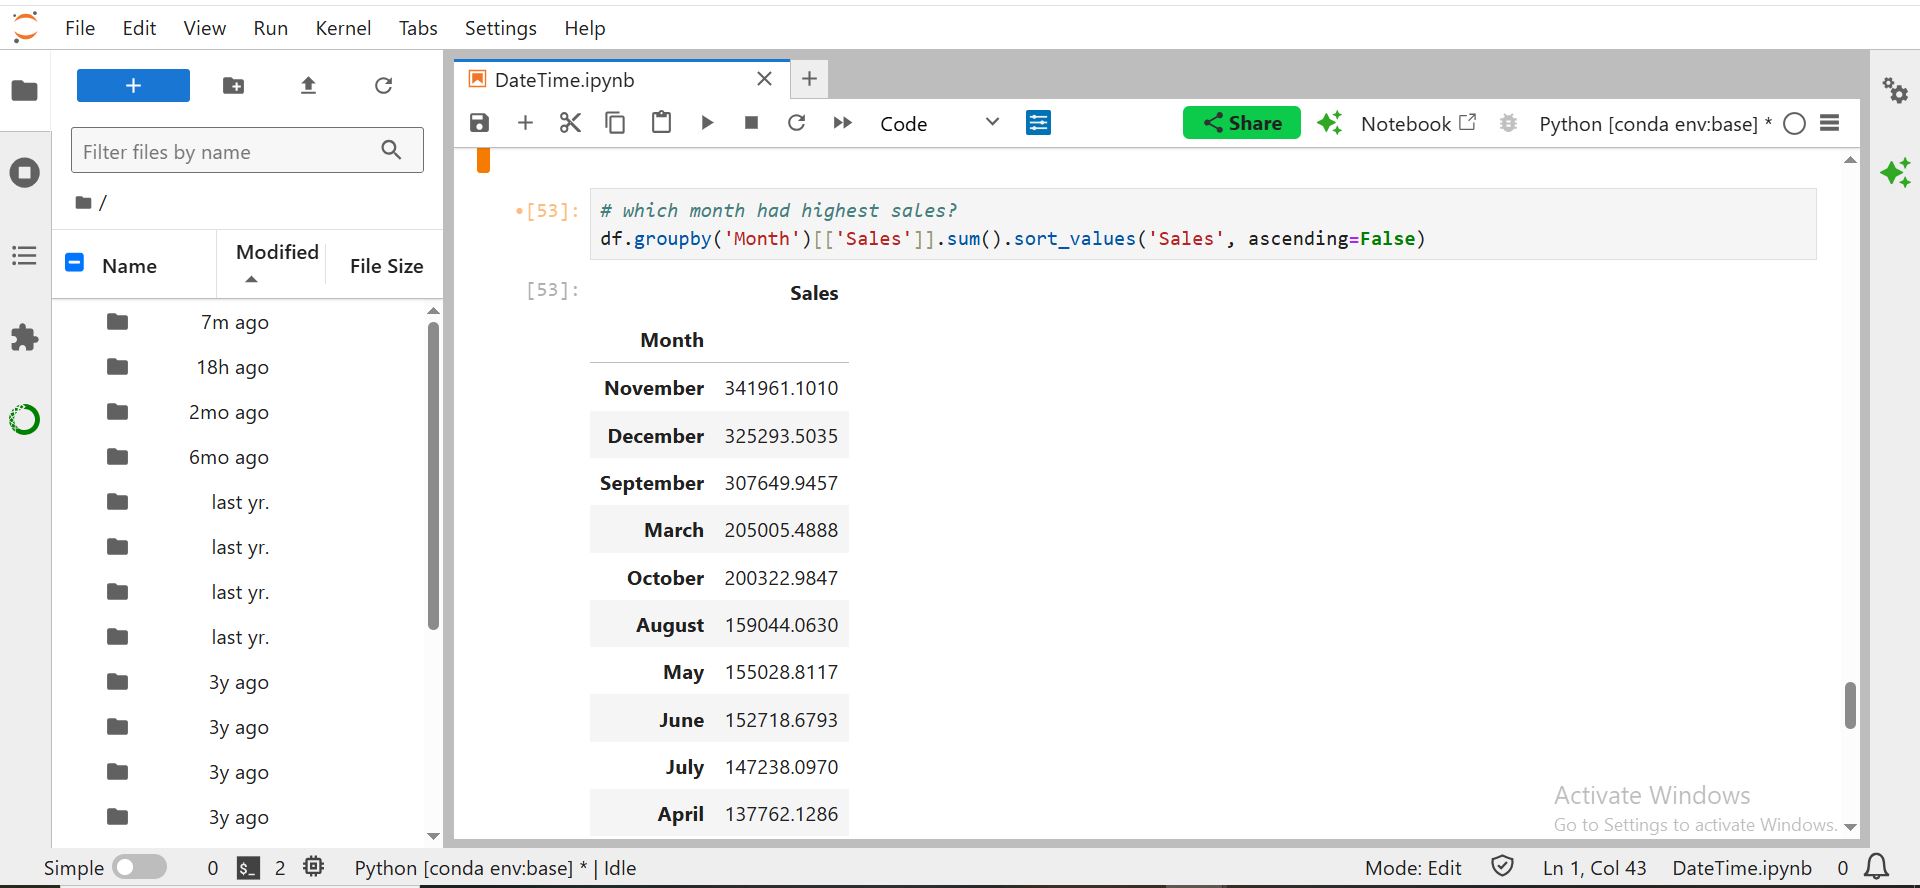 File Edit View Run Kernel Tabs Settings Help
DateTime.ipynb
Code
Share
Notebook
Python [conda env:base] *
Filter files by name
/
Name Modified File Size
7m ago
18h ago
2mo ago
6mo ago
last yr.
last yr.
last yr.
last yr.
3y ago
3y ago
3y ago
3y ago
[53]: # which month had highest sales?
df.groupby('Month')[['Sales']].sum().sort_values('Sales', ascending=False)
[53]:
Sales
Month
November 341961.1010
December 325293.5035
September 307649.9457
March 205005.4888
October 200322.9847
August 159044.0630
May 155028.8117
June 152718.6793
July 147238.0970
April 137762.1286
Activate Windows
Go to Settings to activate Windows.
Simple 0 $_ 2 Python [conda env:base] * | Idle Mode: Edit Ln 1, Col 43 DateTime.ipynb 0